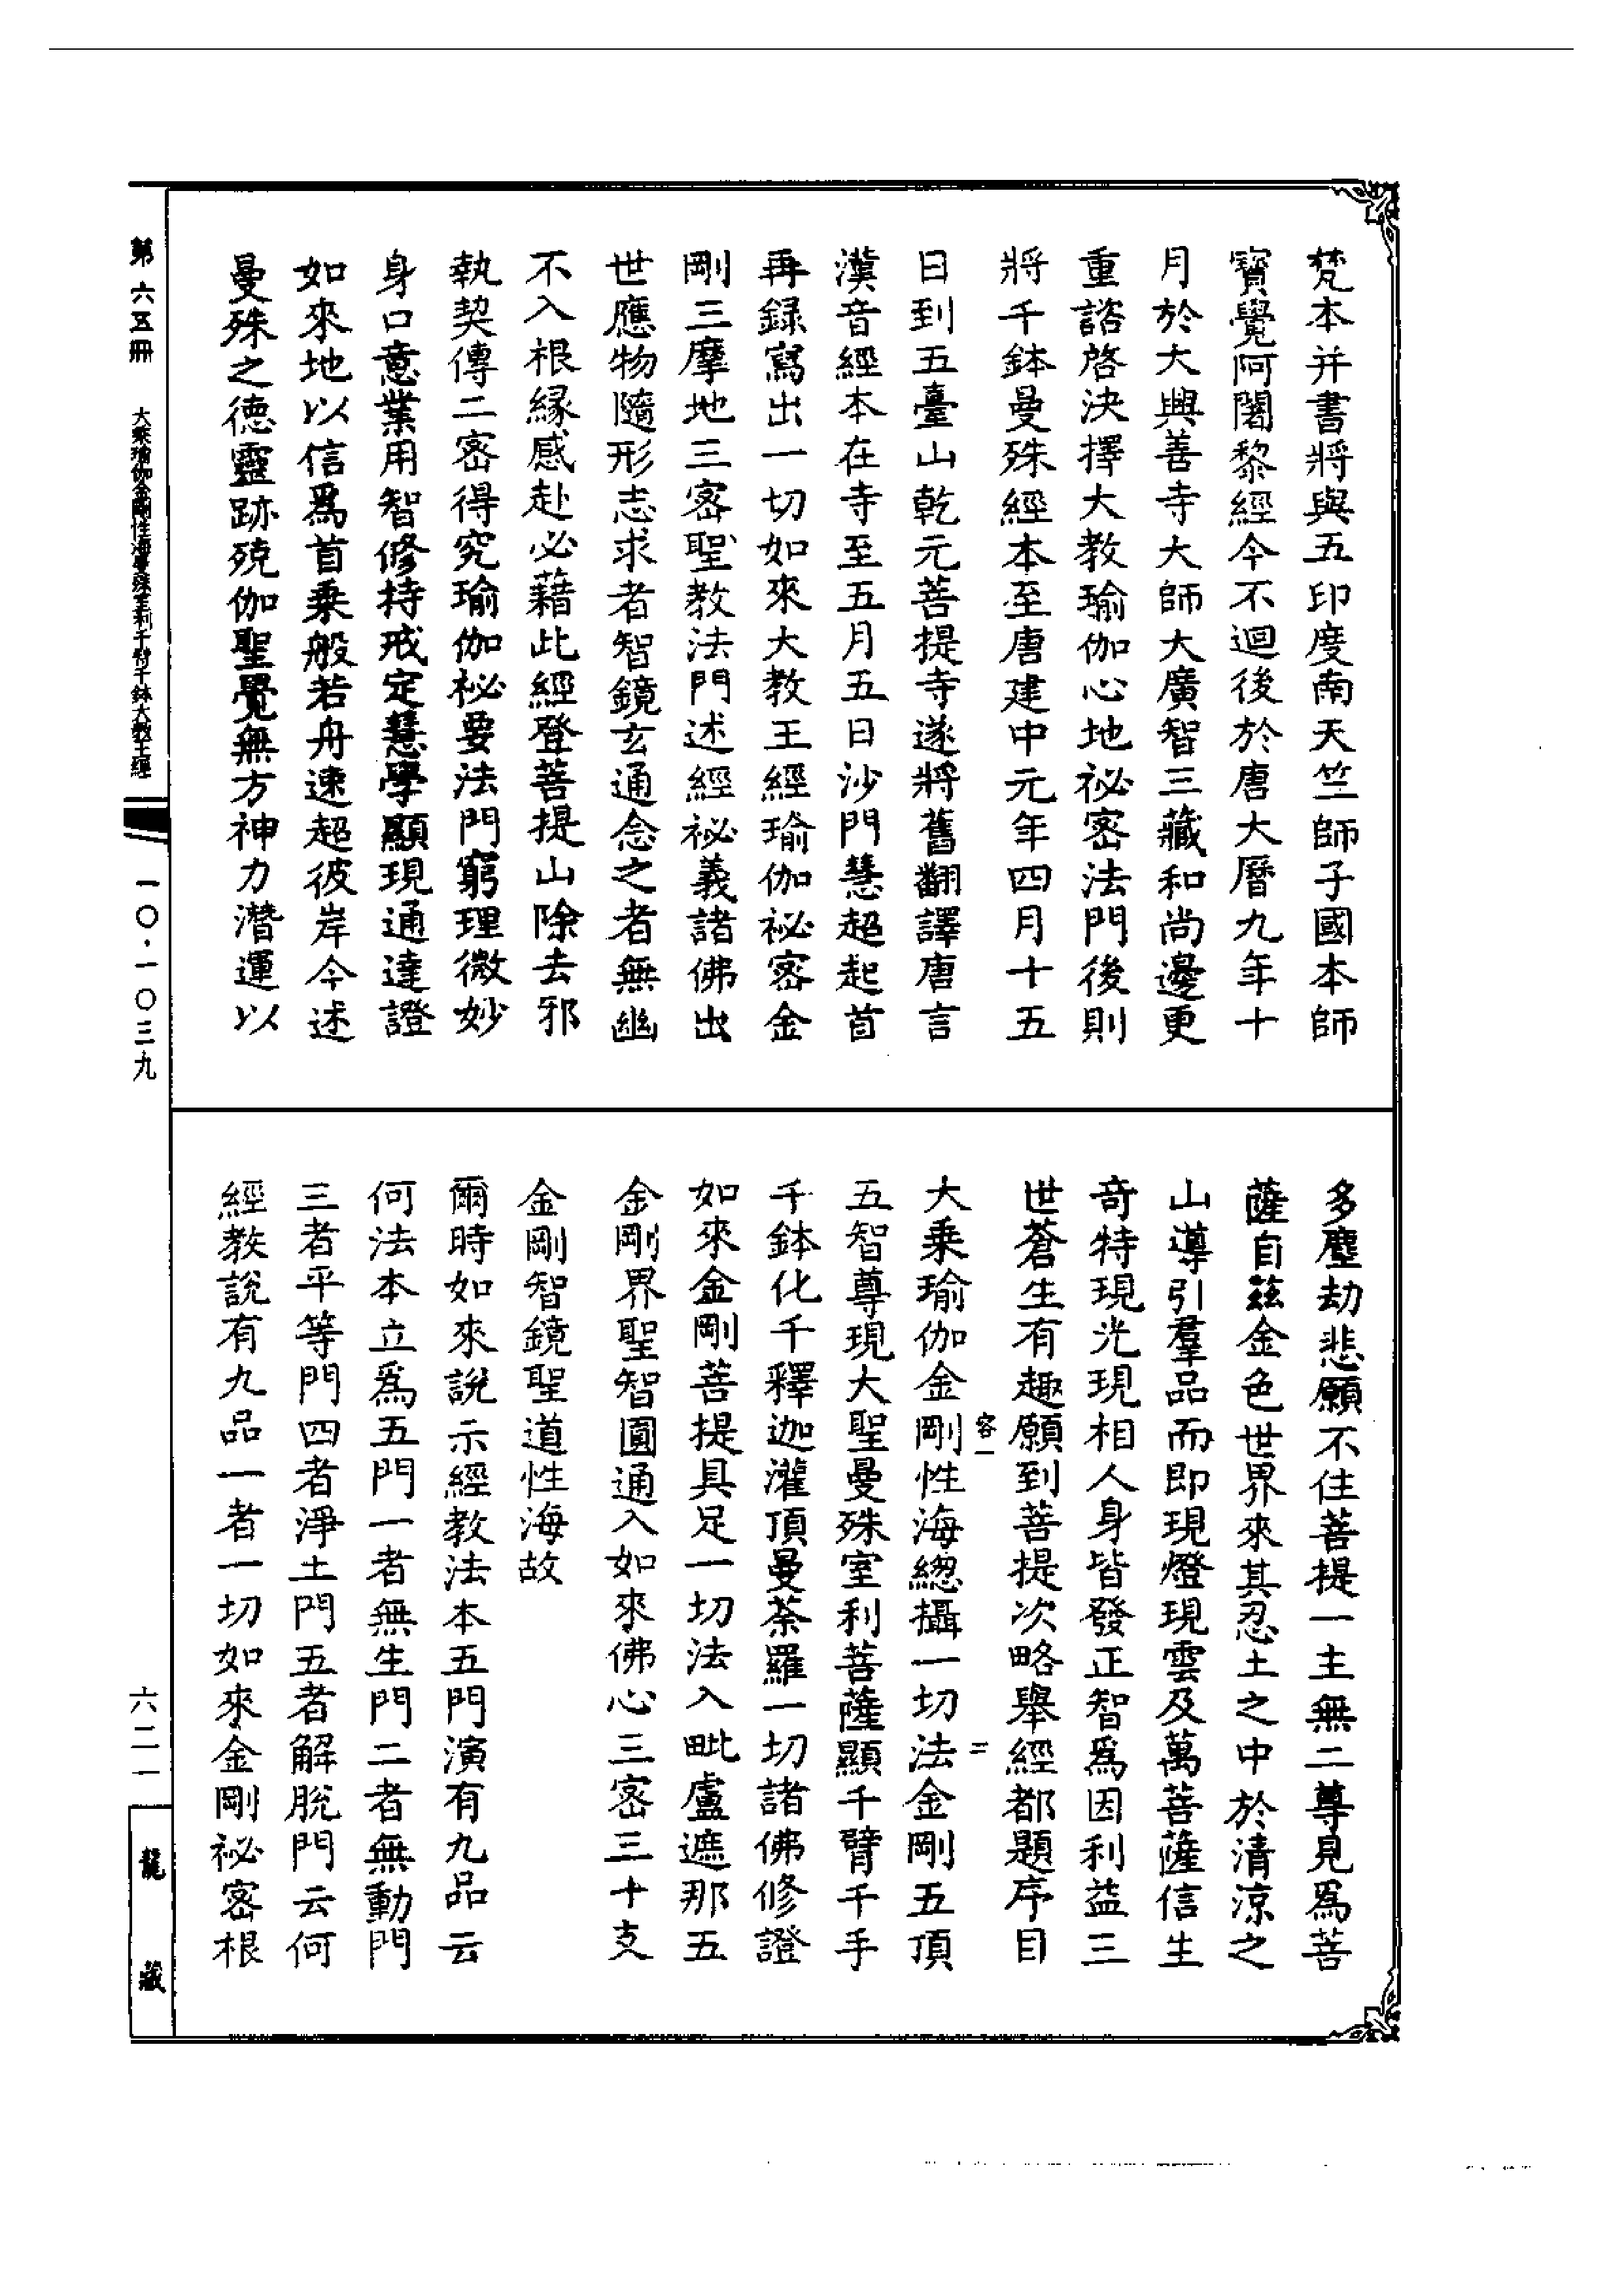 梵本并書將與五印度南天竺師子國本師
寶覺阿闍黎經今不迴後於唐大曆九年十
月於大興善寺大師大廣智三藏和尚邊更
重諮啓決擇大教瑜伽心地祕密法門後則
將千鉢曼殊經本至唐建中元年四月十五
日到五臺山乾元菩提寺遂將舊翻譯唐言
漢音經本在寺至五月五日沙門慧超起首
再録寫出一切如來大教王經瑜伽祕密金
剛三摩地三密聖教法門述經祕義諸佛出
世應物隨形志求者智鏡玄通念之者無幽
不入根緣感赴必藉此經登菩提山除去邪
執契傳二密得究瑜伽祕要法門窮理微妙
身口意業用智修持戒定慧學顯現通達證
如來地以信爲首乘般若舟速超彼岸今述
曼殊之德靈跡殑伽聖覺無方神力潛運以
多塵劫悲願不住菩提一主無二尊見爲菩
薩自茲金色世界來其忍土之中於清涼之
山導引羣品而即現燈現雲及萬菩薩信生
奇特現光現相人身皆發正智爲因利益三
世蒼生有趣願到菩提次略舉經都題序目
大乘瑜伽金剛性海總攝一切法金剛五頂
五智尊現大聖曼殊室利菩薩顯千臂千手
千鉢化千釋迦灌頂曼荼羅一切諸佛修證
如來金剛菩提具足一切法入毗盧遮那五
金剛界聖智圓通入如來佛心三密三十支
金剛智鏡聖道性海故
爾時如來說示經教法本五門演有九品云
何法本立爲五門一者無生門二者無動門
三者平等門四者淨土門五者解脫門云何
經教說有九品一者一切如來金剛祕密根
容一
二
第六五冊
大乘瑜伽金剛性海曼殊室利千臂千鉢大教王經
一〇·一〇三九
六二一
龍藏